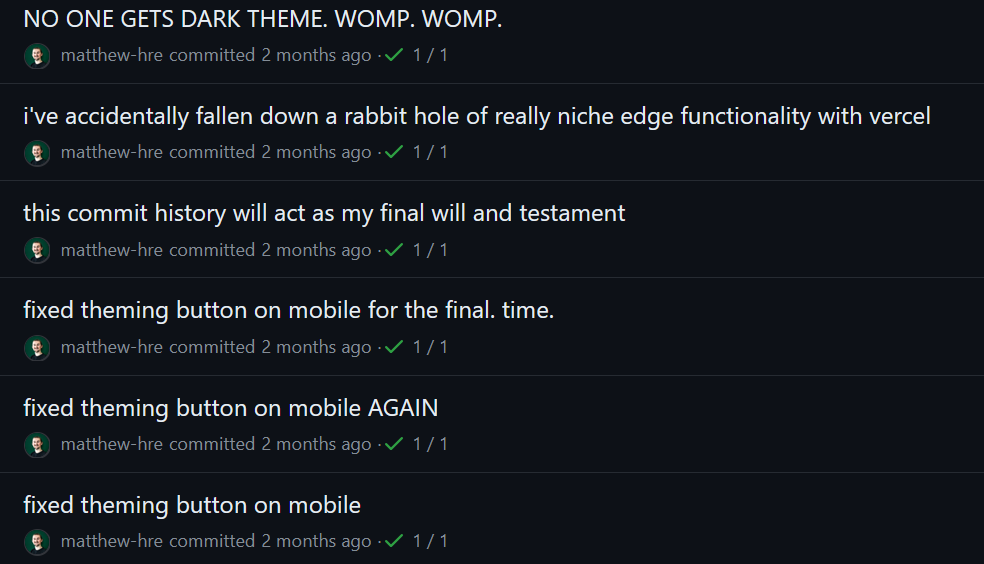 NO ONE GETS DARK THEME. WOMP. WOMP.
matthew-hre committed 2 months ago · 1 / 1
i've accidentally fallen down a rabbit hole of really niche edge functionality with vercel
matthew-hre committed 2 months ago · 1 / 1
this commit history will act as my final will and testament
matthew-hre committed 2 months ago · 1 / 1
fixed theming button on mobile for the final. time.
matthew-hre committed 2 months ago · 1 / 1
fixed theming button on mobile AGAIN
matthew-hre committed 2 months ago · 1 / 1
fixed theming button on mobile
matthew-hre committed 2 months ago · 1 / 1